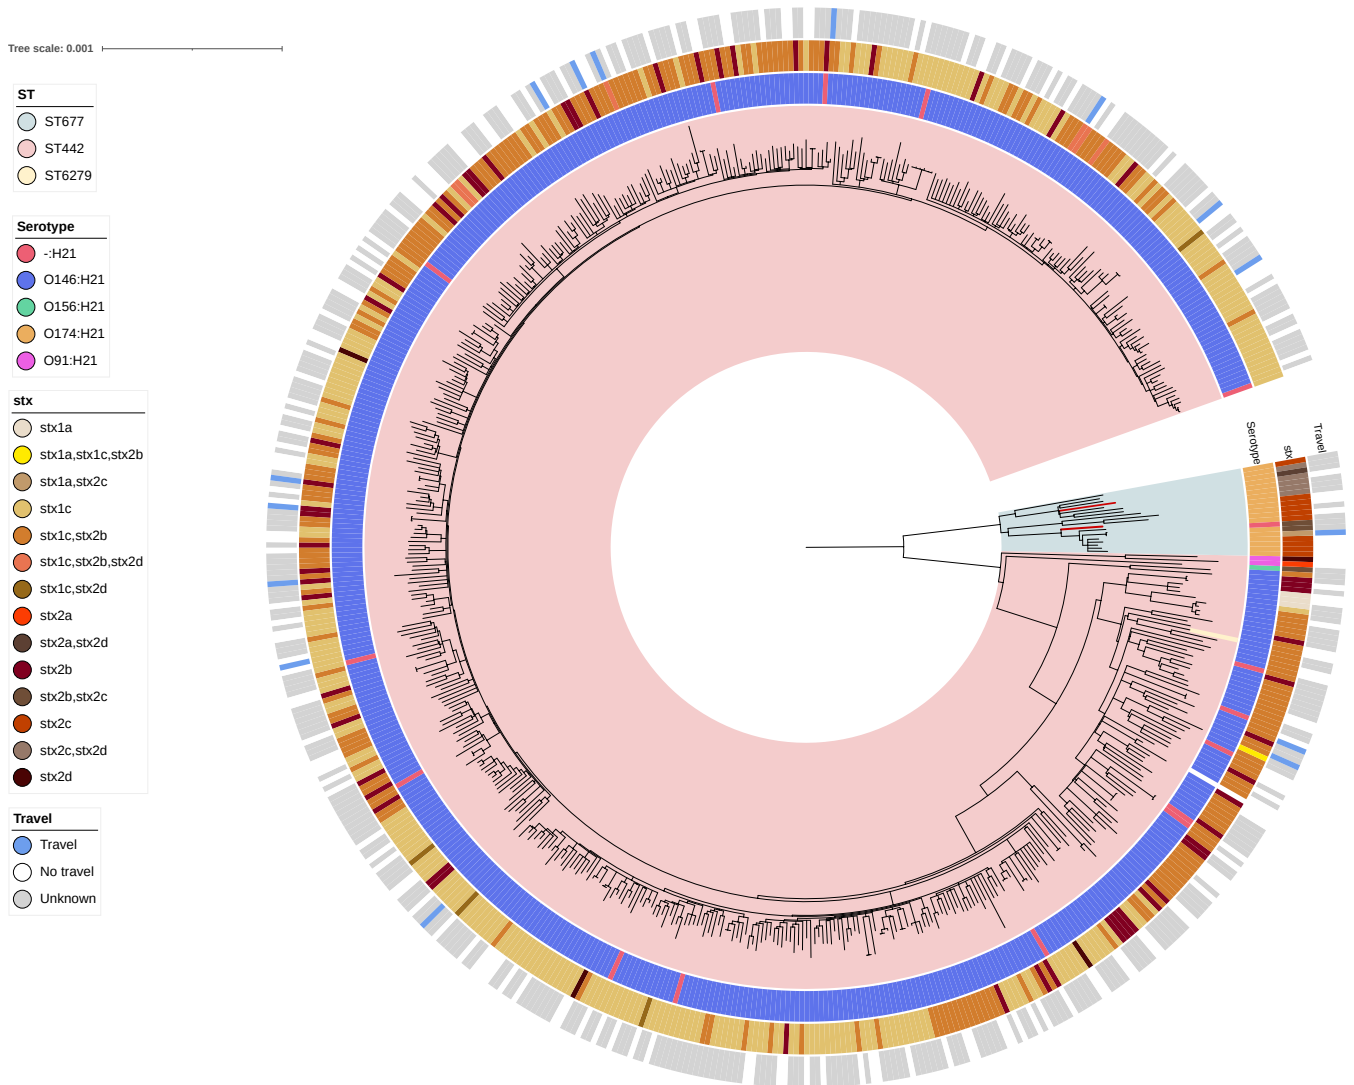 Tree scale: 0.001
ST
ST677
ST442
ST6279
Serotype
-:H21
O146:H21
O156:H21
O174:H21
O91:H21
stx
stx1a
stx1a,stx1c,stx2b
stx1a,stx2c
stx1c
stx1c,stx2b
stx1c,stx2b,stx2d
stx1c,stx2d
stx2a
stx2a,stx2d
stx2b
stx2b,stx2c
stx2c
stx2c,stx2d
stx2d
Travel
Travel
No travel
Unknown
Serotype
stx
Travel